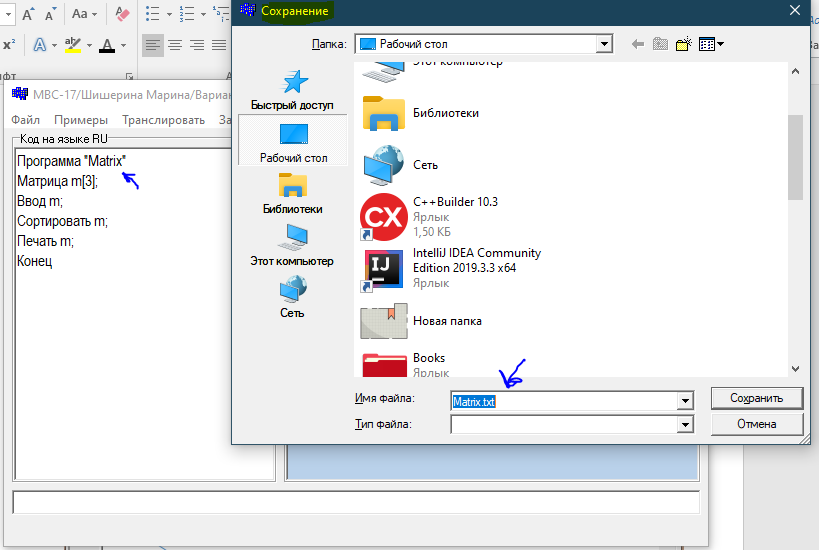 Сохранение
Папка:
Рабочий стол
Aa
МВС-17/Шишерина Марина/Вариан
Файл
Примеры
Транслировать
За
Код на языке RU
Программа "Matrix"
Матрица m[3];
Ввод m;
Сортировать m;
Печать m;
Конец
Быстрый доступ
Рабочий стол
Библиотеки
Этот компьютер
Сеть
Этот компьютер
Библиотеки
Сеть
C++Builder 10.3
Ярлык
1,50 КБ
IntelliJ IDEA Community
Edition 2019.3.3 x64
Ярлык
Новая папка
Books
Ярлык
Имя файла:
Matrix.txt
Сохранить
Тип файла:
Отмена